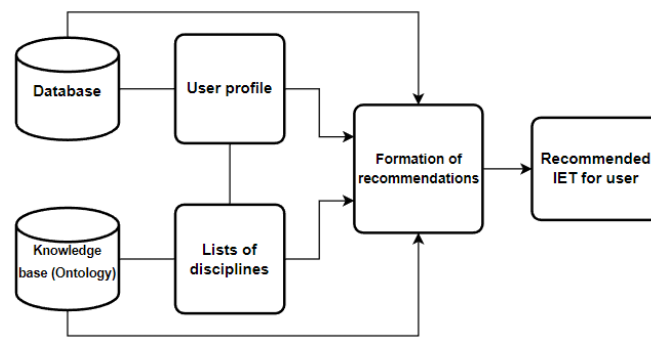 Database
User profile
Formation of
recommendations
Recommended
IET for user
Knowledge
base (Ontology)
Lists of
disciplines